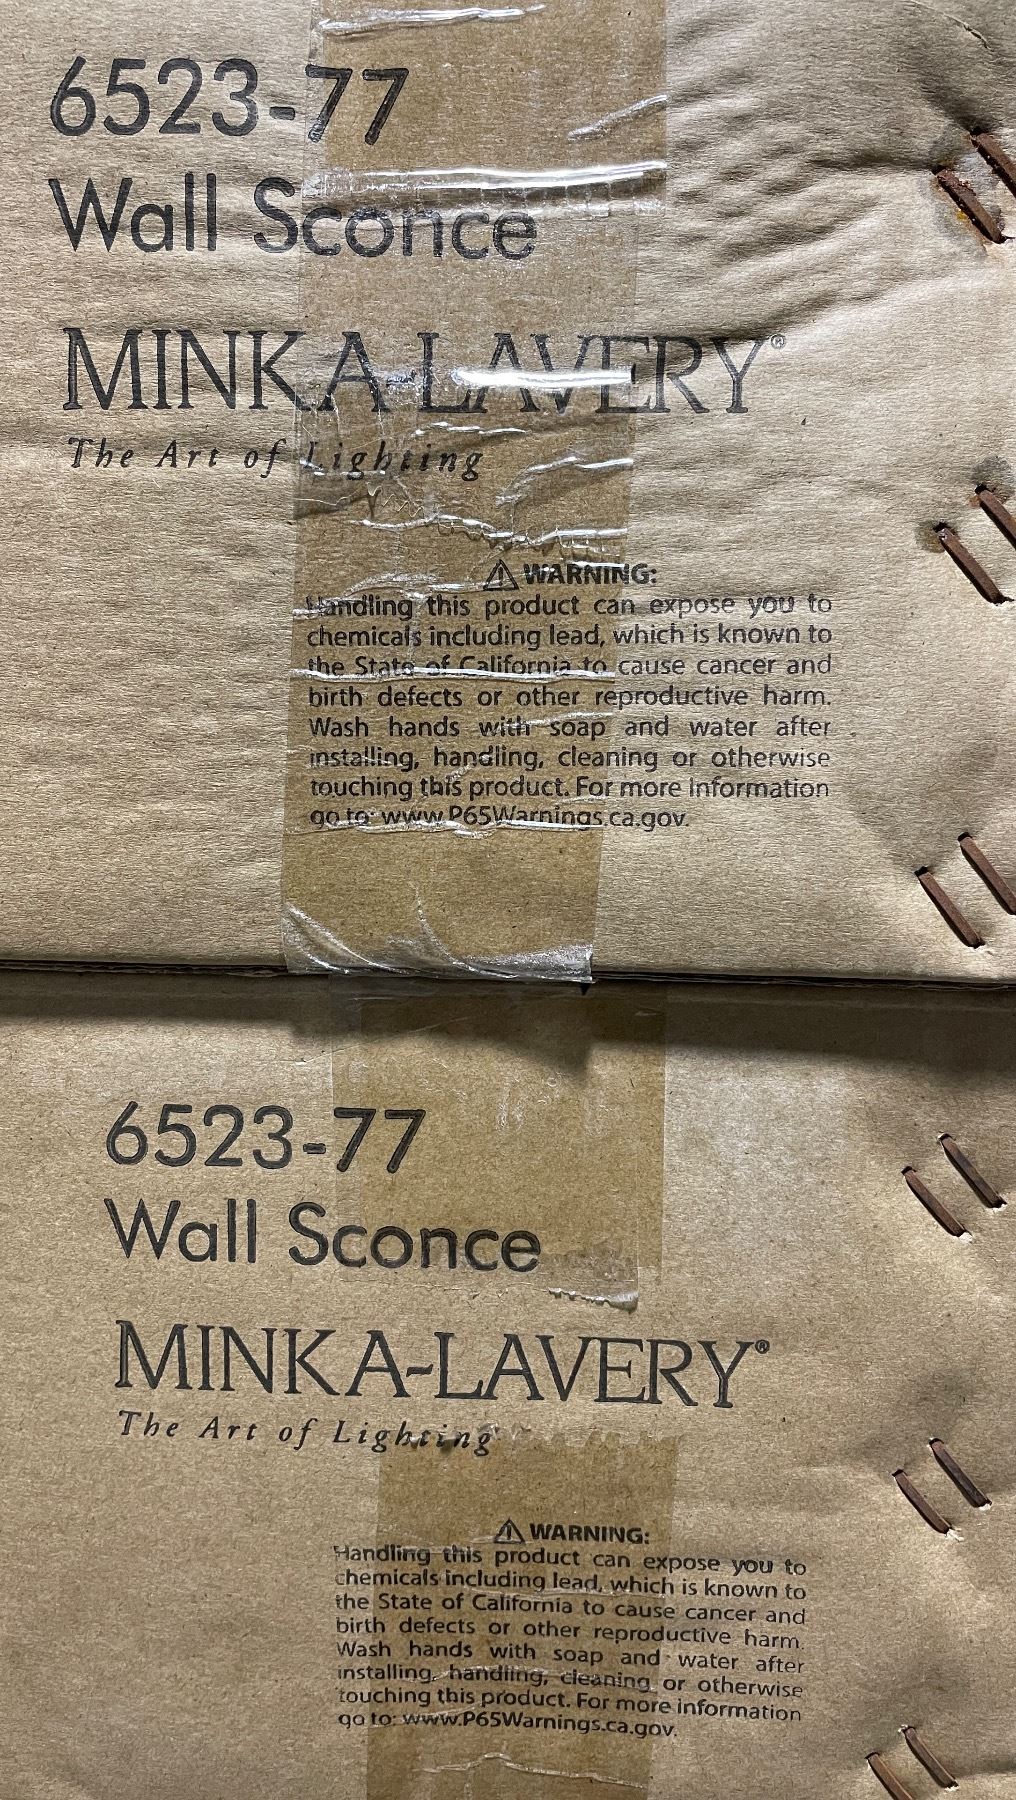 6523-77
Wall Sconce
MINKA-LAVERY®
The Art of Lighting
⚠ WARNING:
Handling this product can expose you to
chemicals including lead, which is known to
the State of California to cause cancer and
birth defects or other reproductive harm.
Wash hands with soap and water after
installing, handling, cleaning or otherwise
touching this product. For more information
go to: www.P65Warnings.ca.gov.
6523-77
Wall Sconce
MINKA-LAVERY®
The Art of Lighting
⚠ WARNING:
Handling this product can expose you to
chemicals including lead, which is known to
the State of California to cause cancer and
birth defects or other reproductive harm.
Wash hands with soap and water after
installing, handling, cleaning or otherwise
touching this product. For more information
go to: www.P65Warnings.ca.gov.